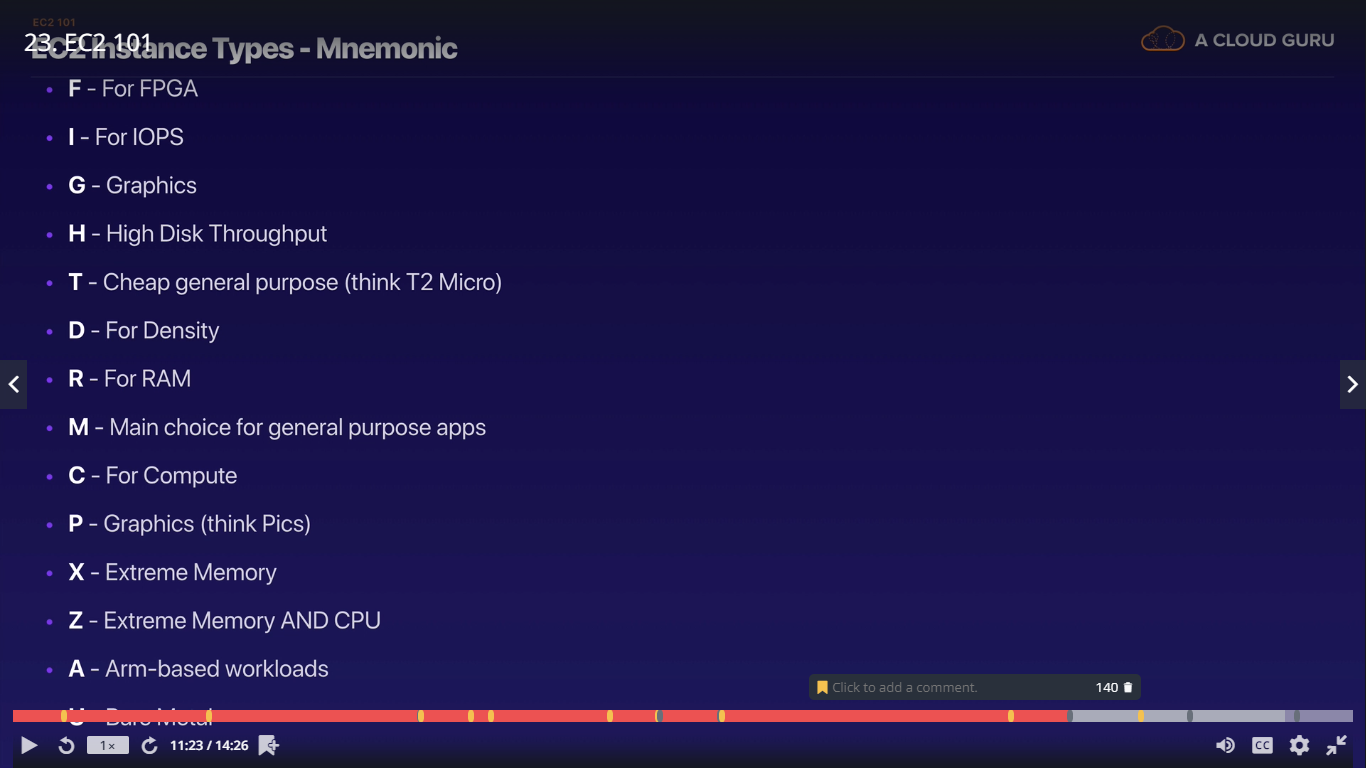 EC2 101
23. EC2 101
EC2 Instance Types - Mnemonic
A CLOUD GURU
F - For FPGA
I - For IOPS
G - Graphics
H - High Disk Throughput
T - Cheap general purpose (think T2 Micro)
D - For Density
R - For RAM
M - Main choice for general purpose apps
C - For Compute
P - Graphics (think Pics)
X - Extreme Memory
Z - Extreme Memory AND CPU
A - Arm-based workloads
U - Bare Metal
Click to add a comment. 140
1× 11:23 / 14:26 CC